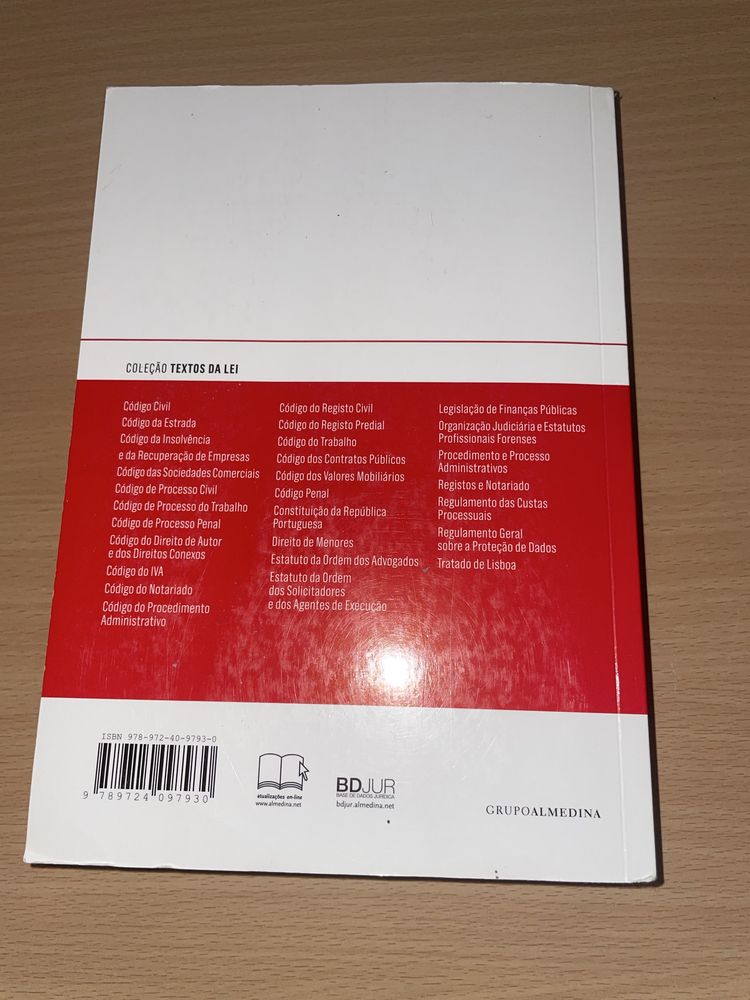 COLEÇÃO TEXTOS DA LEI
Código Civil
Código da Estrada
Código da Insolvência
e da Recuperação de Empresas
Código das Sociedades Comerciais
Código de Processo Civil
Código de Processo do Trabalho
Código de Processo Penal
Código do Direito de Autor
e dos Direitos Conexos
Código do IVA
Código do Notariado
Código do Procedimento
Administrativo
Código do Registo Civil
Código do Registo Predial
Código do Trabalho
Código dos Contratos Públicos
Código dos Valores Mobiliários
Código Penal
Constituição da República
Portuguesa
Direito de Menores
Estatuto da Ordem dos Advogados
Estatuto da Ordem
dos Solicitadores
e dos Agentes de Execução
Legislação de Finanças Públicas
Organização Judiciária e Estatutos
Profissionais Forenses
Procedimento e Processo
Administrativos
Registos e Notariado
Regulamento das Custas
Processuais
Regulamento Geral
sobre a Proteção de Dados
Tratado de Lisboa
ISBN 978-972-40-9793-0
9 789724 097930
atualizações on-line
www.almedina.net
BDJUR
BASE DE DADOS JURÍDICA
bdjur.almedina.net
GRUPOALMEDINA